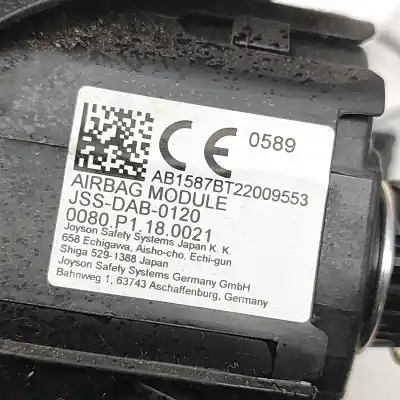 CE 0589
AB1587BT22009553
AIRBAG MODULE
JSS-DAB-0120
0080.P1.18.0021
Joyson Safety Systems Japan K. K.
658 Echigawa, Aisho-cho, Echi-gun
Shiga 529-1388 Japan
Joyson Safety Systems Germany GmbH
Bahnweg 1, 63743 Aschaffenburg, Germany